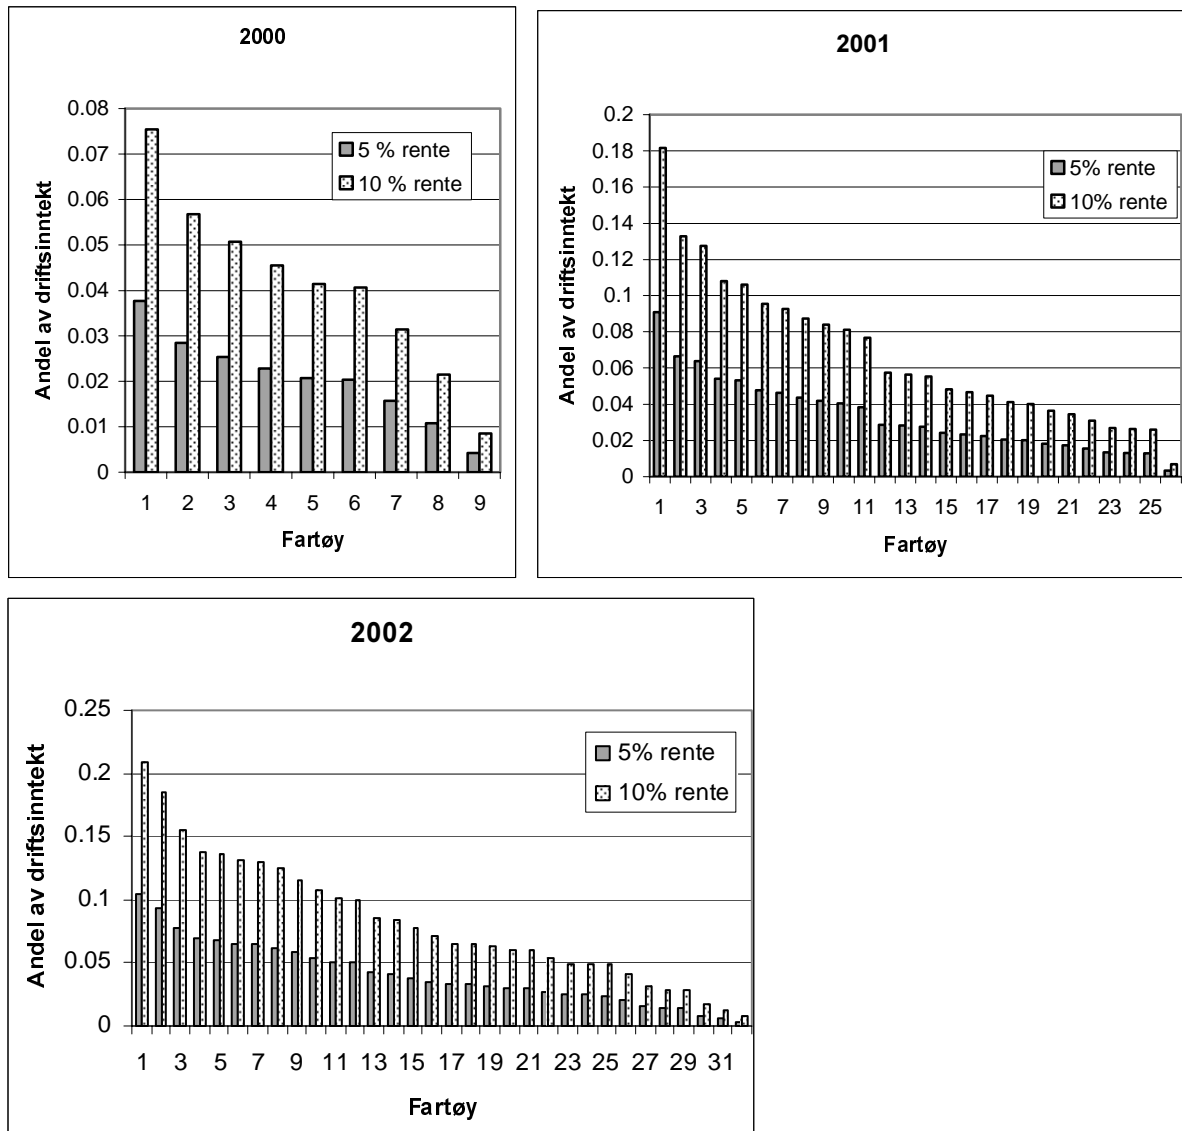 2000
Andel av driftsinntekt
0.08
0.07
0.06
0.05
0.04
0.03
0.02
0.01
0
5 % rente
10 % rente
1 2 3 4 5 6 7 8 9
Fartøy
2001
Andel av driftsinntekt
0.2
0.18
0.16
0.14
0.12
0.1
0.08
0.06
0.04
0.02
0
5% rente
10% rente
1 3 5 7 9 11 13 15 17 19 21 23 25
Fartøy
2002
Andel av driftsinntekt
0.25
0.2
0.15
0.1
0.05
0
5% rente
10% rente
1 3 5 7 9 11 13 15 17 19 21 23 25 27 29 31
Fartøy